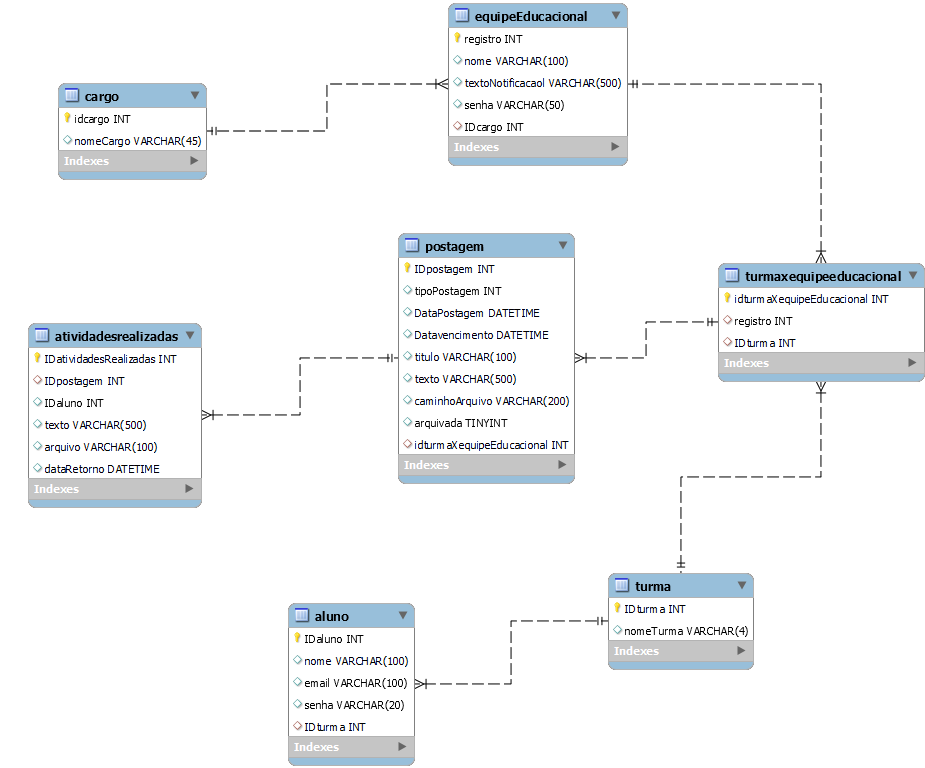 equipeEducacional
registro INT
nome VARCHAR(100)
textoNotificacaol VARCHAR(500)
senha VARCHAR(50)
IDcargo INT
Indexes
cargo
idcargo INT
nomeCargo VARCHAR(45)
Indexes
postagem
IDpostagem INT
tipoPostagem INT
DataPostagem DATETIME
Datavencimento DATETIME
titulo VARCHAR(100)
texto VARCHAR(500)
caminhoArquivo VARCHAR(200)
arquivada TINYINT
idturmaXequipeEducacional INT
Indexes
turmaxequipeeducacional
idturmaXequipeEducacional INT
registro INT
IDturma INT
Indexes
atividadesrealizadas
IDatividadesRealizadas INT
IDpostagem INT
IDaluno INT
texto VARCHAR(500)
arquivo VARCHAR(100)
dataRetorno DATETIME
Indexes
turma
IDturma INT
nomeTurma VARCHAR(4)
Indexes
aluno
IDaluno INT
nome VARCHAR(100)
email VARCHAR(100)
senha VARCHAR(20)
IDturma INT
Indexes